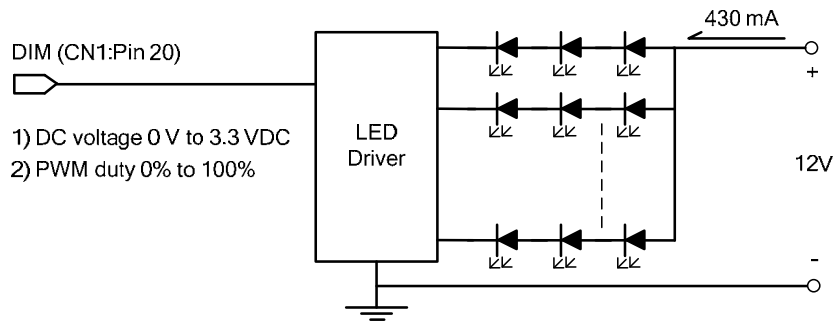 430 mA
DIM (CN1:Pin 20)
+
1) DC voltage 0 V to 3.3 VDC
2) PWM duty 0% to 100%
LED
Driver
12V
-